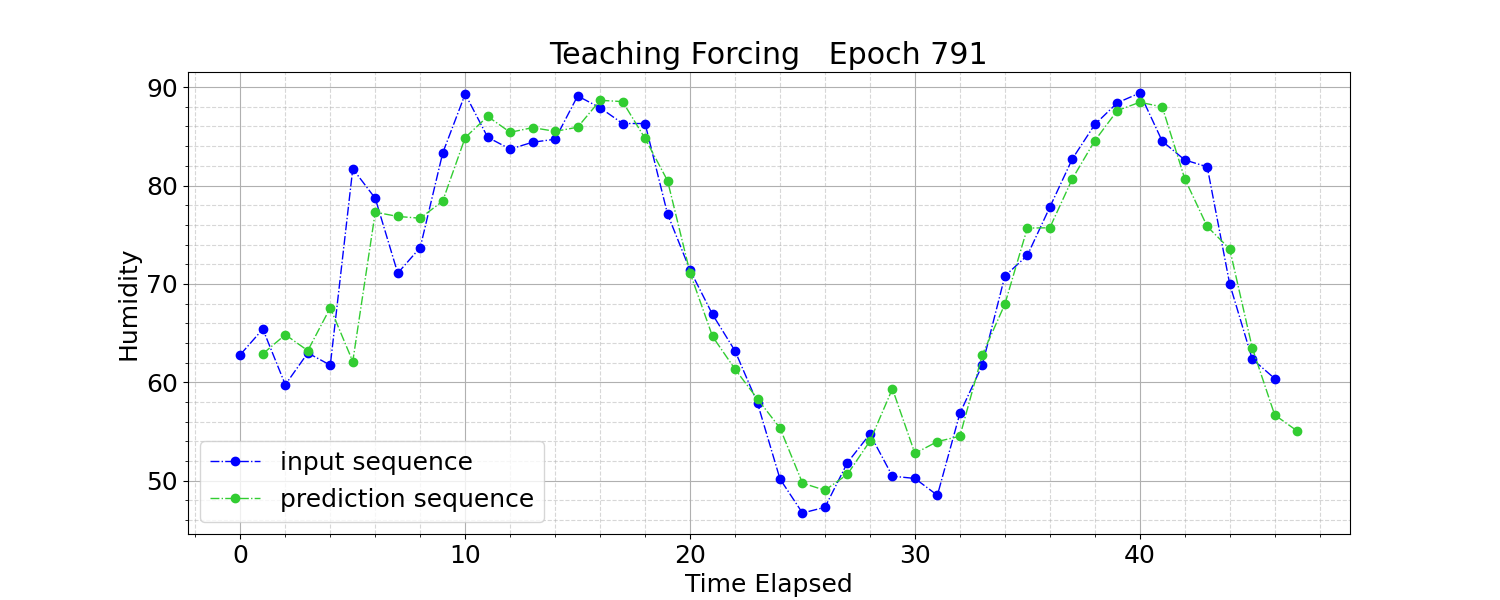 Teaching Forcing   Epoch 791
90
80
70
60
50
Humidity
input sequence
prediction sequence
0 10 20 30 40
Time Elapsed